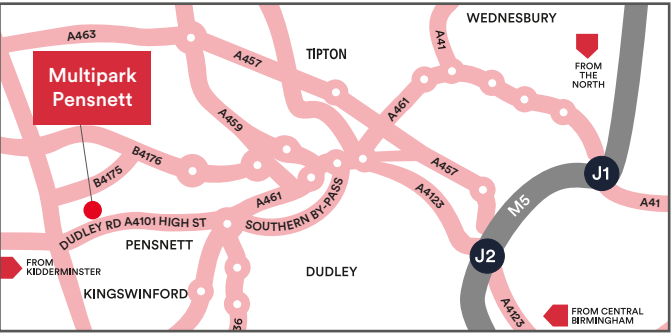 WEDNESBURY
A463
A41
TIPTON
A457
FROM
THE
NORTH
Multipark
Pensnett
A461
A459
B4176
A457
J1
B4175
A4123
A461
M5
A41
DUDLEY RD A4101 HIGH ST
SOUTHERN BY-PASS
PENSNETT
J2
FROM
KIDDERMINSTER
DUDLEY
KINGSWINFORD
A4123
FROM CENTRAL
BIRMINGHAM